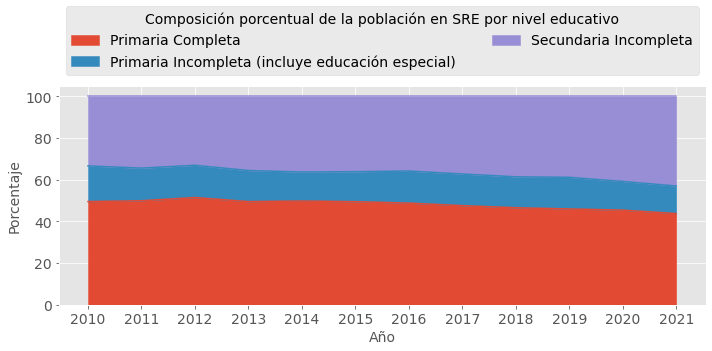 Composición porcentual de la población en SRE por nivel educativo
Primaria Completa
Secundaria Incompleta
Primaria Incompleta (incluye educación especial)
100
80
60
40
20
0
Porcentaje
2010 2011 2012 2013 2014 2015 2016 2017 2018 2019 2020 2021
Año